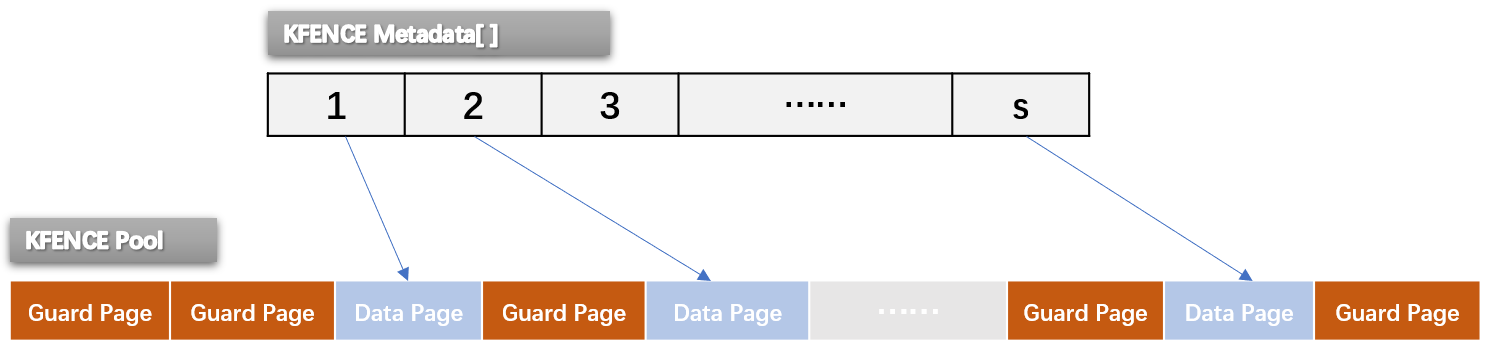 KFENCE Metadata[ ]
1 2 3 ······ s
KFENCE Pool
Guard Page Guard Page Data Page Guard Page Data Page ······ Guard Page Data Page Guard Page